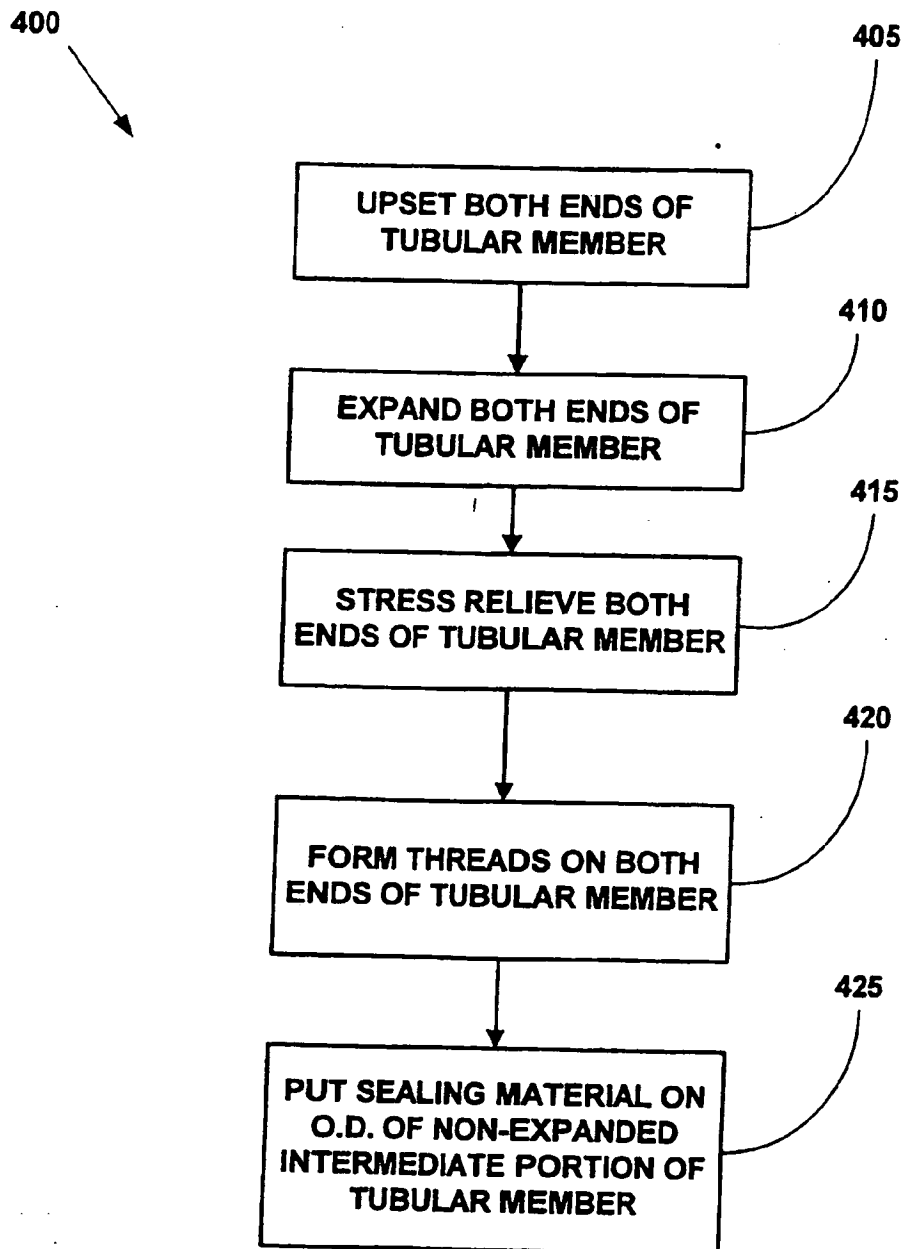 400
405
UPSET BOTH ENDS OF
TUBULAR MEMBER
410
EXPAND BOTH ENDS OF
TUBULAR MEMBER
415
STRESS RELIEVE BOTH
ENDS OF TUBULAR MEMBER
420
FORM THREADS ON BOTH
ENDS OF TUBULAR MEMBER
425
PUT SEALING MATERIAL ON
O.D. OF NON-EXPANDED
INTERMEDIATE PORTION OF
TUBULAR MEMBER